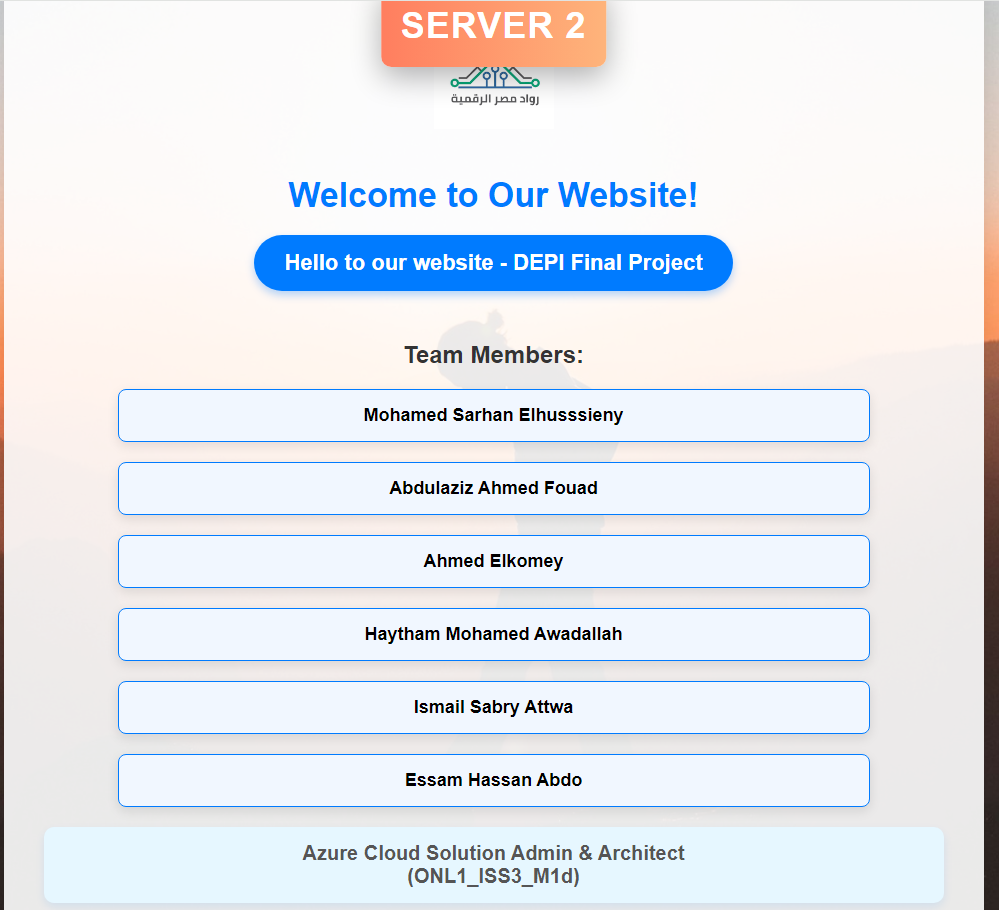 SERVER 2
رواد مصر الرقمية
Welcome to Our Website!
Hello to our website - DEPI Final Project
Team Members:
Mohamed Sarhan Elhusssieny
Abdulaziz Ahmed Fouad
Ahmed Elkomey
Haytham Mohamed Awadallah
Ismail Sabry Attwa
Essam Hassan Abdo
Azure Cloud Solution Admin & Architect
(ONL1_ISS3_M1d)